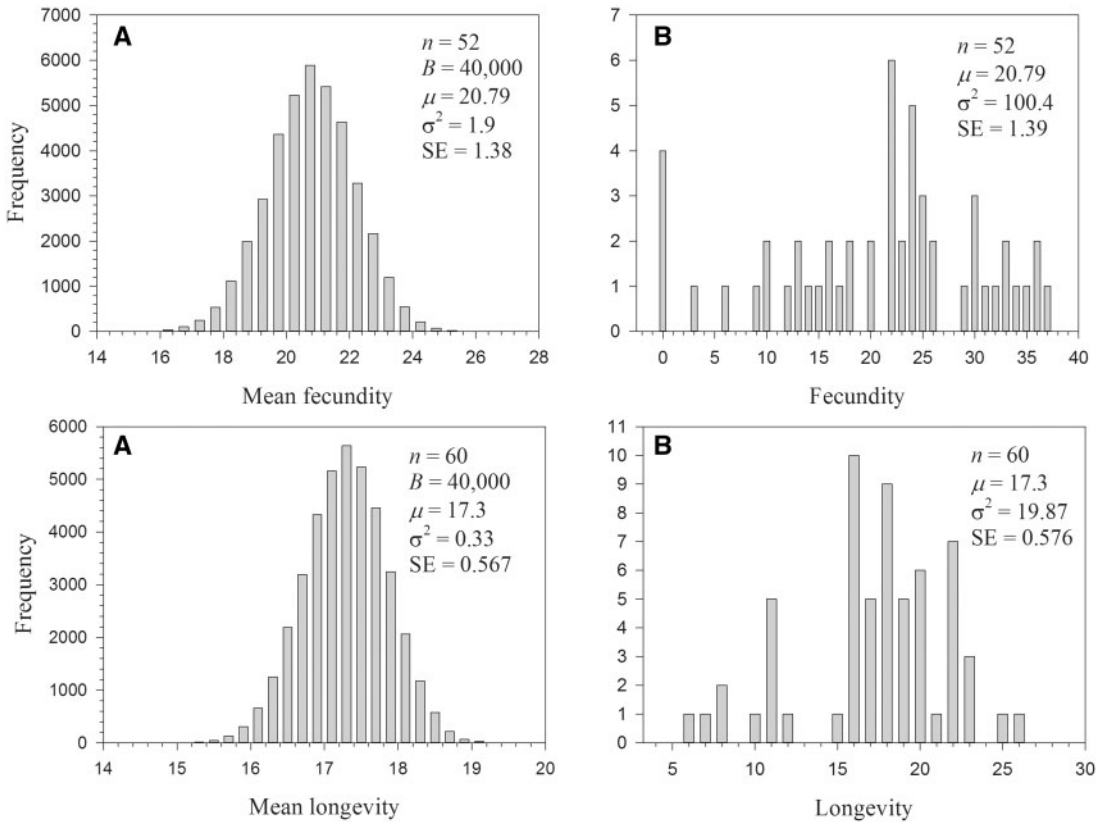 A
n = 52
B = 40,000
μ = 20.79
σ² = 1.9
SE = 1.38
Frequency
7000
6000
5000
4000
3000
2000
1000
0
14 16 18 20 22 24 26 28
Mean fecundity
B
n = 52
μ = 20.79
σ² = 100.4
SE = 1.39
7
6
5
4
3
2
1
0
0 5 10 15 20 25 30 35 40
Fecundity
A
n = 60
B = 40,000
μ = 17.3
σ² = 0.33
SE = 0.567
Frequency
6000
5000
4000
3000
2000
1000
0
14 15 16 17 18 19 20
Mean longevity
B
n = 60
μ = 17.3
σ² = 19.87
SE = 0.576
11
10
9
8
7
6
5
4
3
2
1
0
5 10 15 20 25 30
Longevity